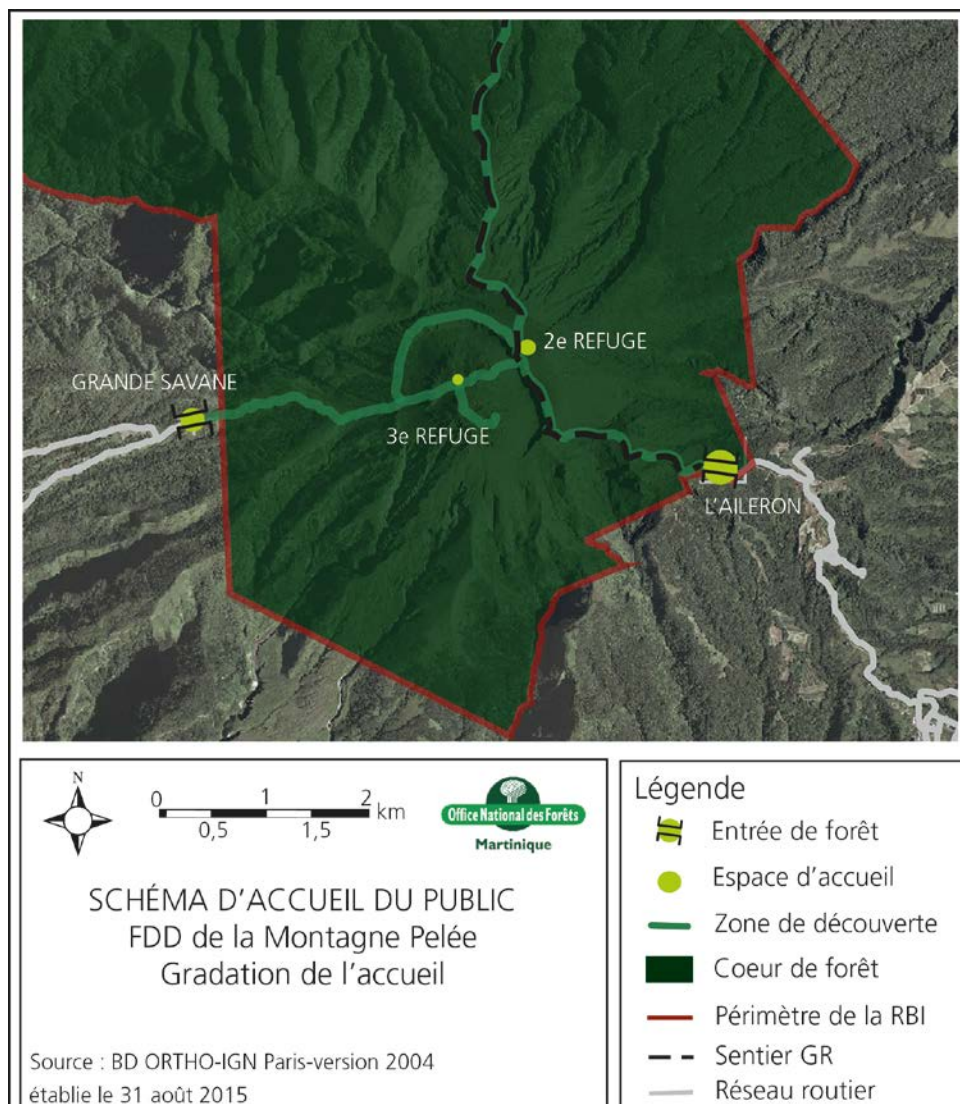 2e REFUGE
GRANDE SAVANE
3e REFUGE
L'AILERON
N
0 1 2 km
0,5 1,5
Office National des Forêts
Martinique
SCHÉMA D'ACCUEIL DU PUBLIC
FDD de la Montagne Pelée
Gradation de l'accueil
Source : BD ORTHO-IGN Paris-version 2004
établie le 31 août 2015
Légende
Entrée de forêt
Espace d'accueil
Zone de découverte
Coeur de forêt
Périmètre de la RBI
Sentier GR
Réseau routier